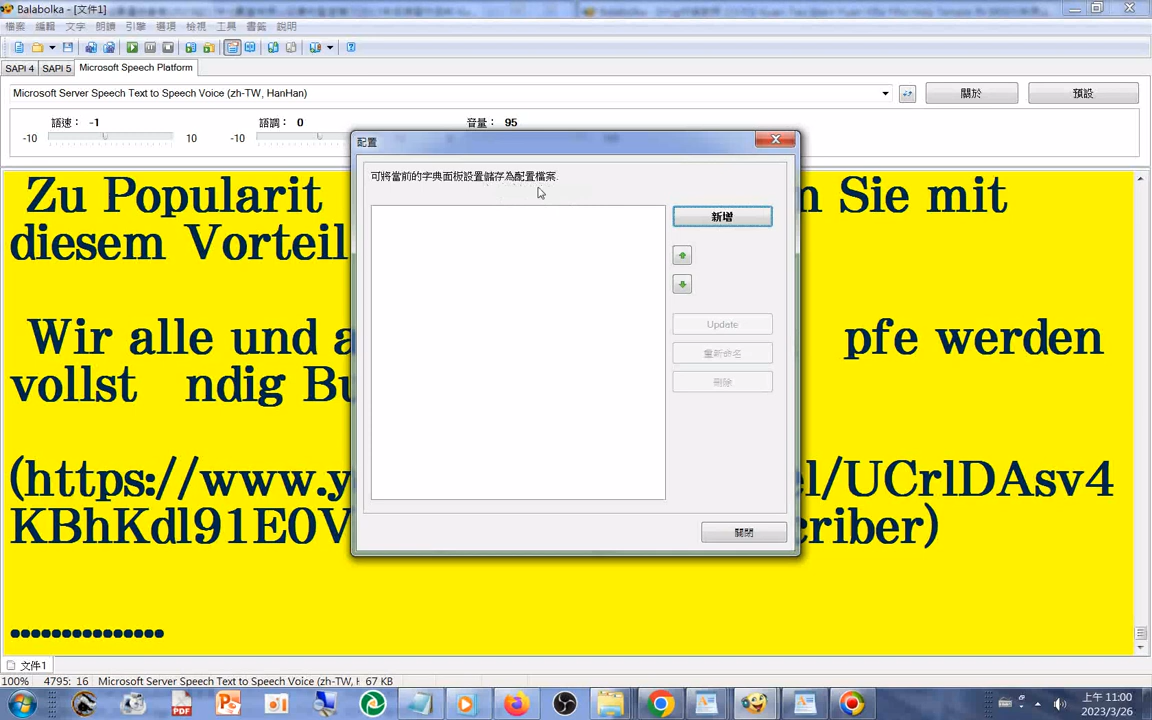 Balabolka - [文件1]
檔案 編輯 文字 朗讀 引擎 選項 檢視 工具 書籤 說明
SAPI 4 SAPI 5 Microsoft Speech Platform
Microsoft Server Speech Text to Speech Voice (zh-TW, HanHan) 關於 預設
語速： -1 語調： 0 音量： 95
-10 10 -10
配置
可將當前的字典面板設置儲存為配置檔案.
新增
Update
重新命名
刪除
關閉
Zu Popularit Sie mit
diesem Vorteil
Wir alle und pfe werden
vollst ndig
(https://www.y el/UCrlDAsv4
KBhKdl91E0V criber)
...............
文件1
100% 4795: 16 Microsoft Server Speech Text to Speech Voice (zh-TW, 67 KB
PDF
上午 11:00
2023/3/26